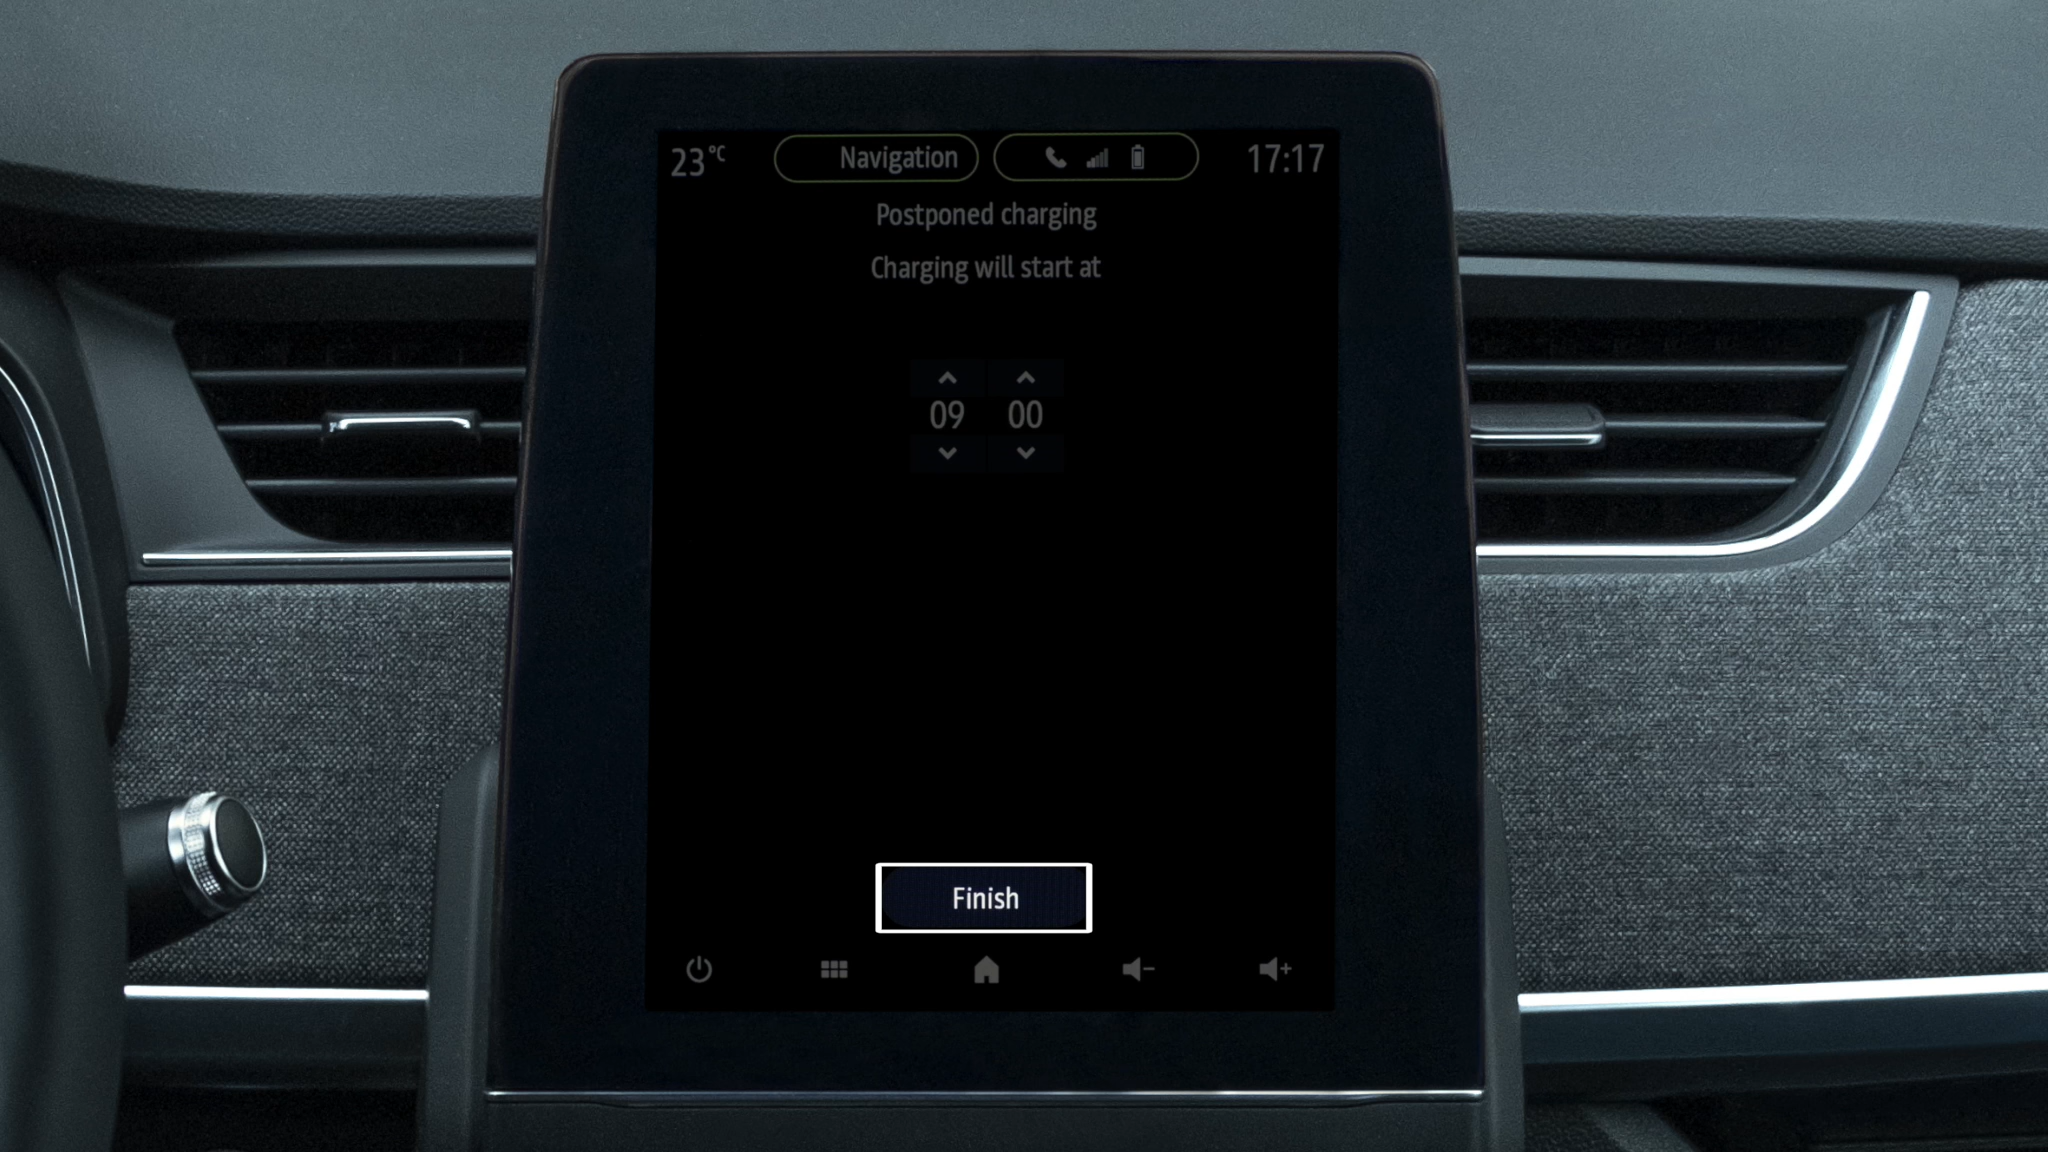 23°C Navigation 17:17
Postponed charging
Charging will start at
09 00
Finish